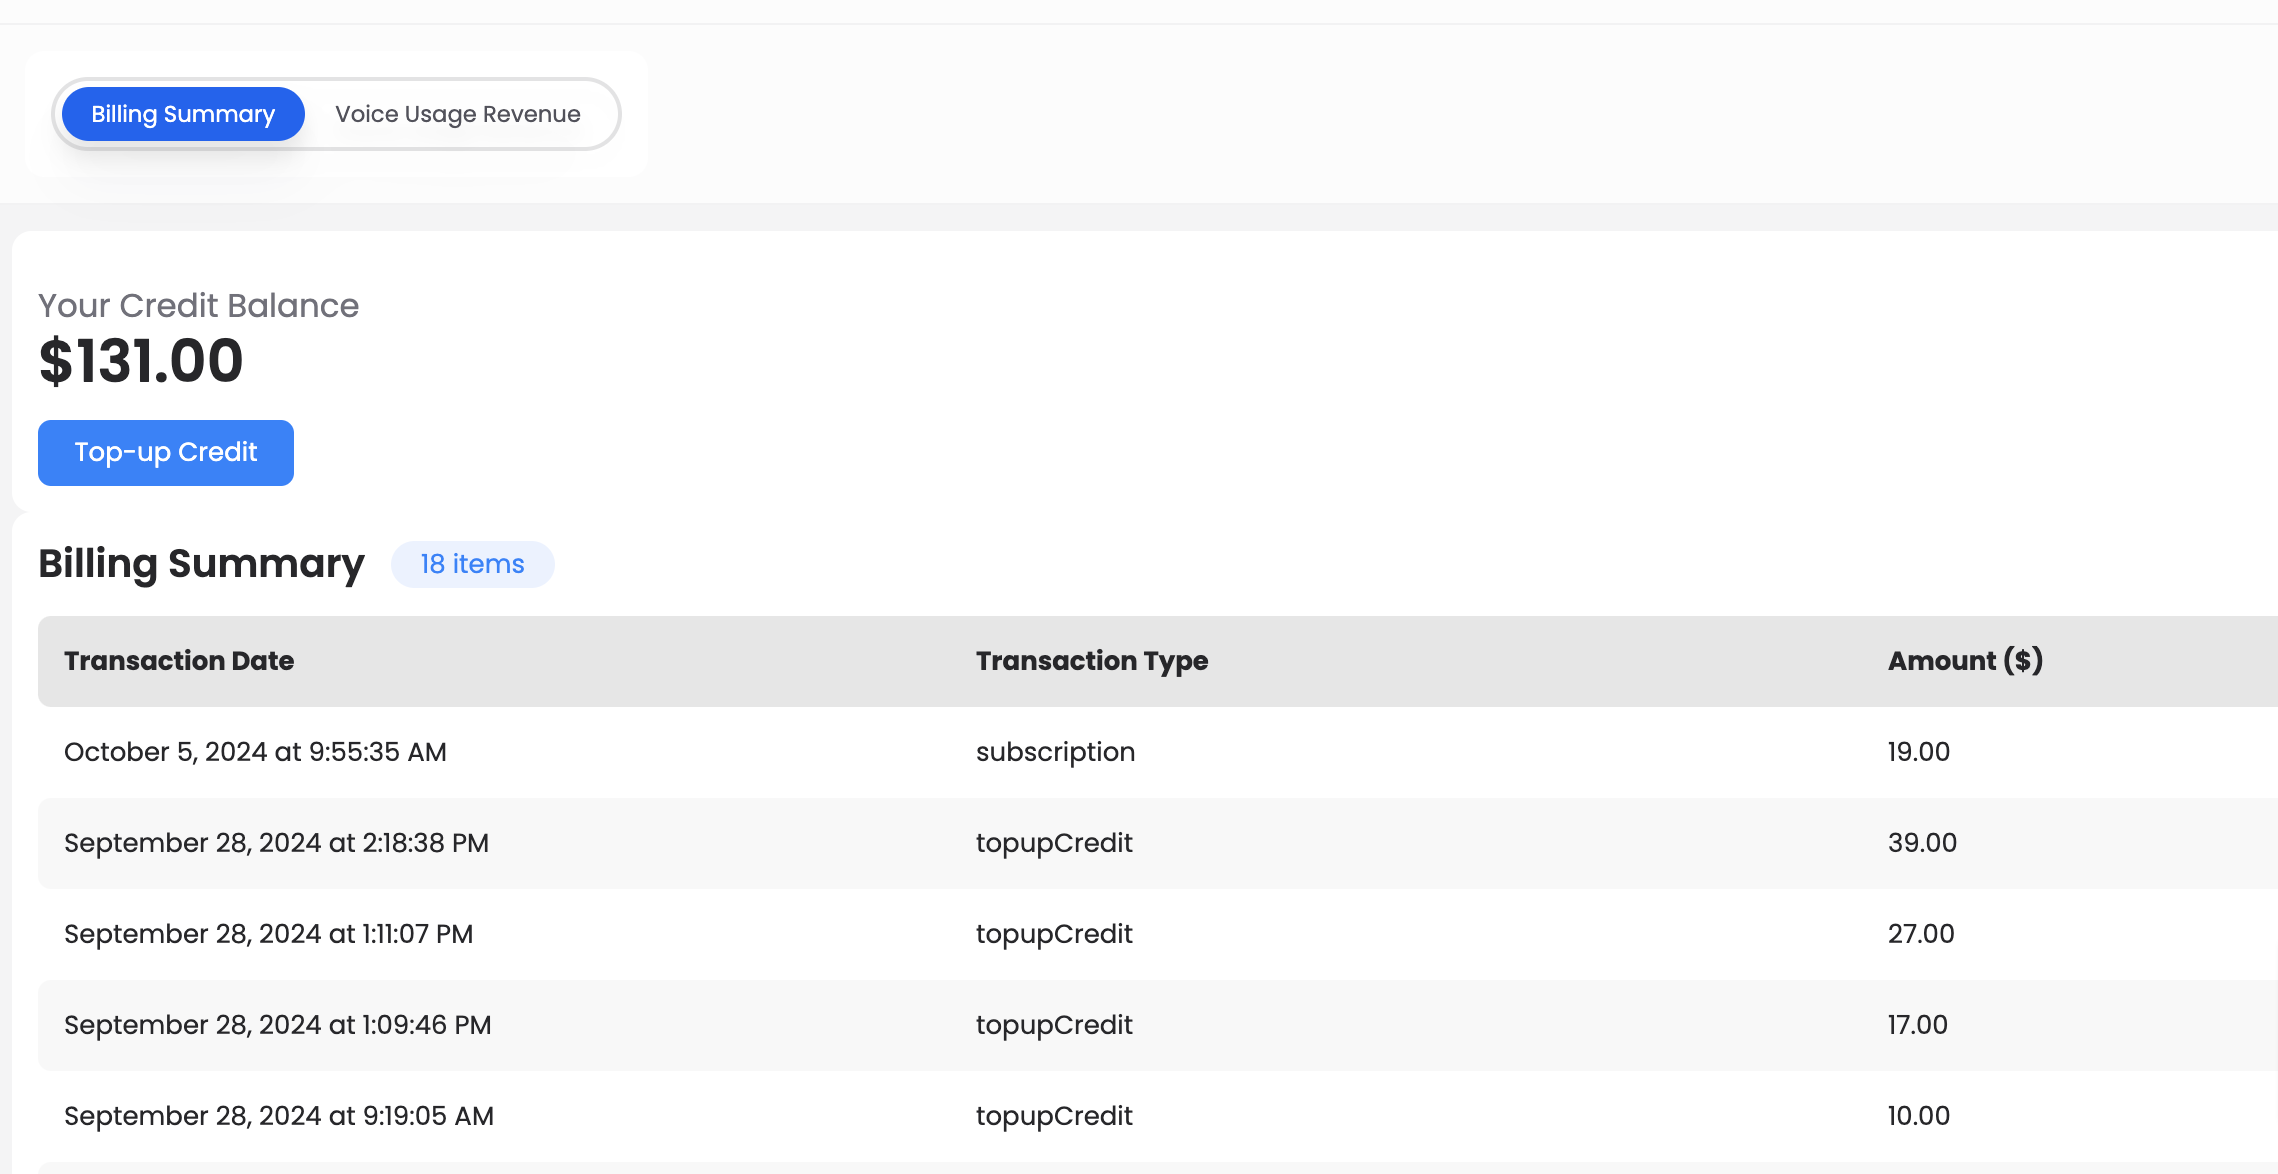 Billing Summary Voice Usage Revenue
Your Credit Balance
$131.00
Top-up Credit
Billing Summary 18 items
Transaction Date Transaction Type Amount ($)
October 5, 2024 at 9:55:35 AM subscription 19.00
September 28, 2024 at 2:18:38 PM topupCredit 39.00
September 28, 2024 at 1:11:07 PM topupCredit 27.00
September 28, 2024 at 1:09:46 PM topupCredit 17.00
September 28, 2024 at 9:19:05 AM topupCredit 10.00